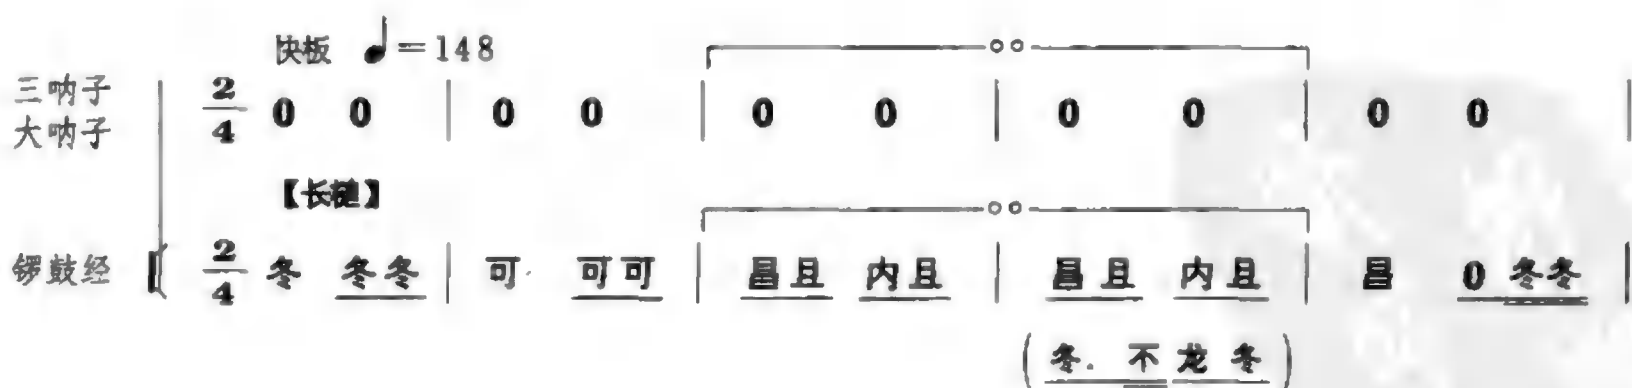 快板 ♩=148
三呐子 2/4 0 0 | 0 0 | 0 0 | 0 0 | 0 0 |
大呐子
【长槌】
锣鼓经 2/4 冬 冬冬 | 可· 可可 | 昌且 内且 | 昌且 内且 | 昌 0冬冬 |
(冬. 不龙冬)